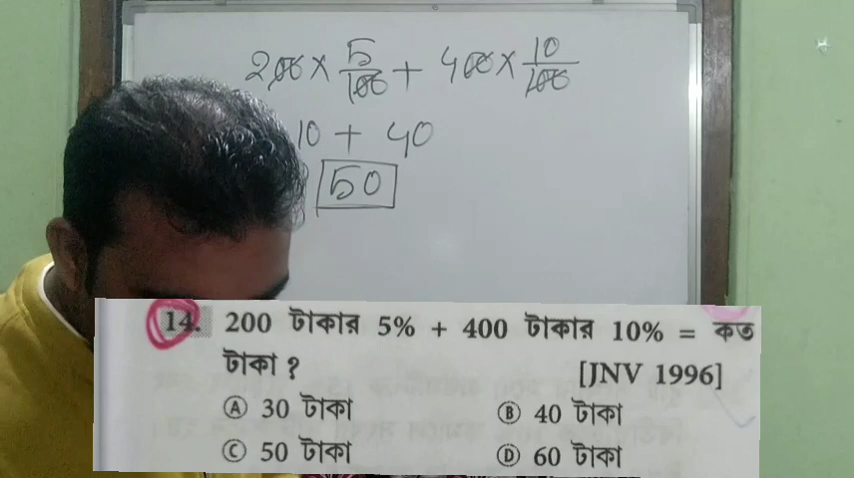 200 × 5/100 + 400 × 10/100
10 + 40
50
14. 200 টাকার 5% + 400 টাকার 10% = কত
টাকা ? [JNV 1996]
Ⓐ 30 টাকা Ⓑ 40 টাকা
Ⓒ 50 টাকা Ⓓ 60 টাকা